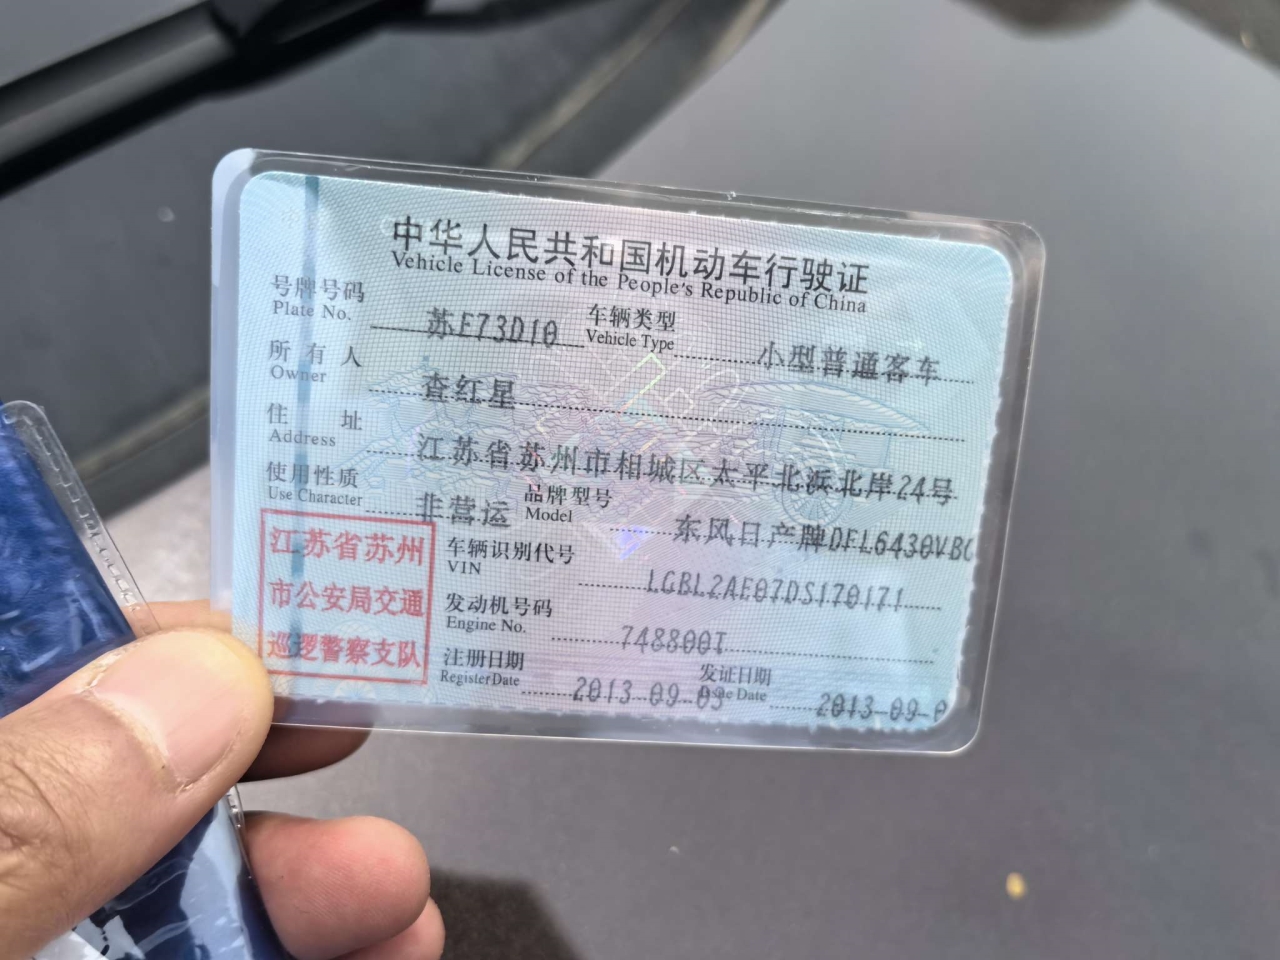 中华人民共和国机动车行驶证
Vehicle License of the People's Republic of China
号牌号码 苏E73D10 车辆类型 小型普通客车
Plate No. Vehicle Type
所有人 查红星
Owner
住址 江苏省苏州市相城区太平北浜北岸24号
Address
使用性质 非营运 品牌型号 东风日产牌DFL6430VBC
Use Character Model
江苏省苏州
市公安局交通
巡逻警察支队
车辆识别代号 LGBL2AE07DS170171
VIN
发动机号码 748800T
Engine No.
注册日期 2013-09-03 发证日期 2013-09-0
Register Date Issue Date